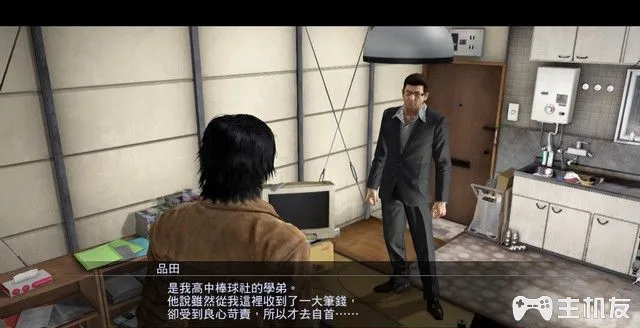 品田
是我高中棒球社的學弟。
他說雖然從我這裡收到了一大筆錢，
卻受到良心苛責，所以才去自首⋯⋯
主机友